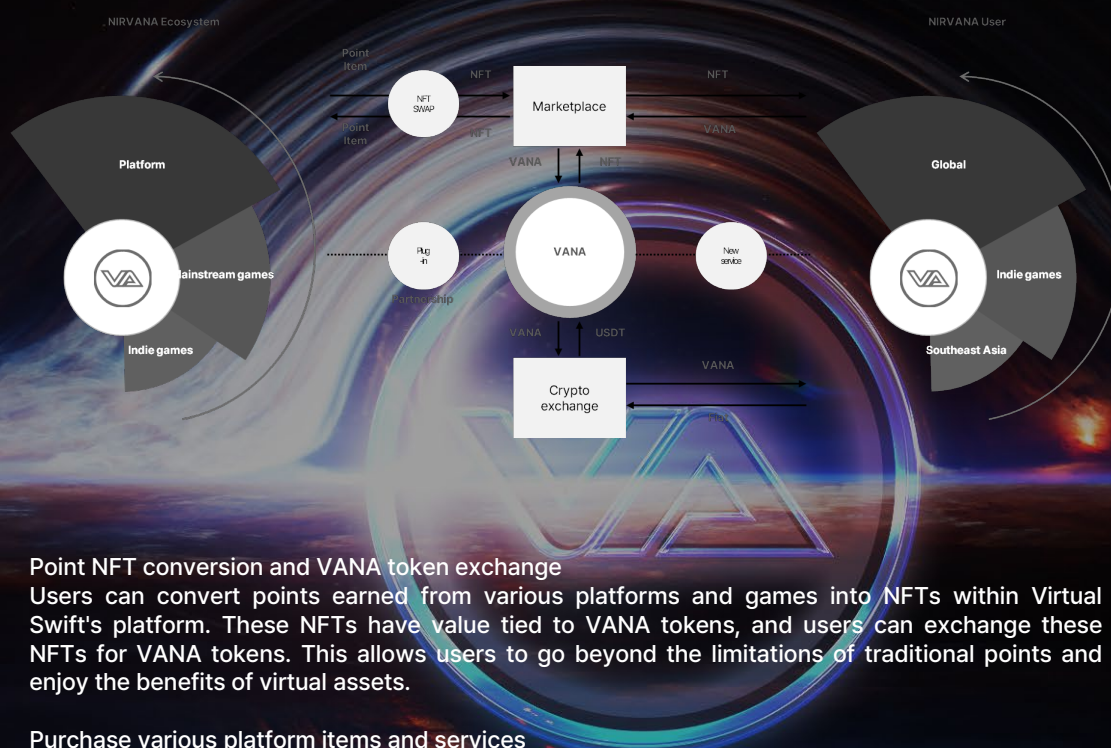 . NIRVANA Ecosystem
NIRVANA User
Point
Item
NFT
NFT
NFT
SWAP
Marketplace
Point
Item
NFT
VANA
VANA
NFT
Platform
Global
Plug
-in
VANA
New
service
Mainstream games
Indie games
Partnership
VANA
USDT
Indie games
Southeast Asia
VANA
Crypto
exchange
VA
Point NFT conversion and VANA token exchange
Users can convert points earned from various platforms and games into NFTs within Virtual
Swift's platform. These NFTs have value tied to VANA tokens, and users can exchange these
NFTs for VANA tokens. This allows users to go beyond the limitations of traditional points and
enjoy the benefits of virtual assets.
Purchase various platform items and services